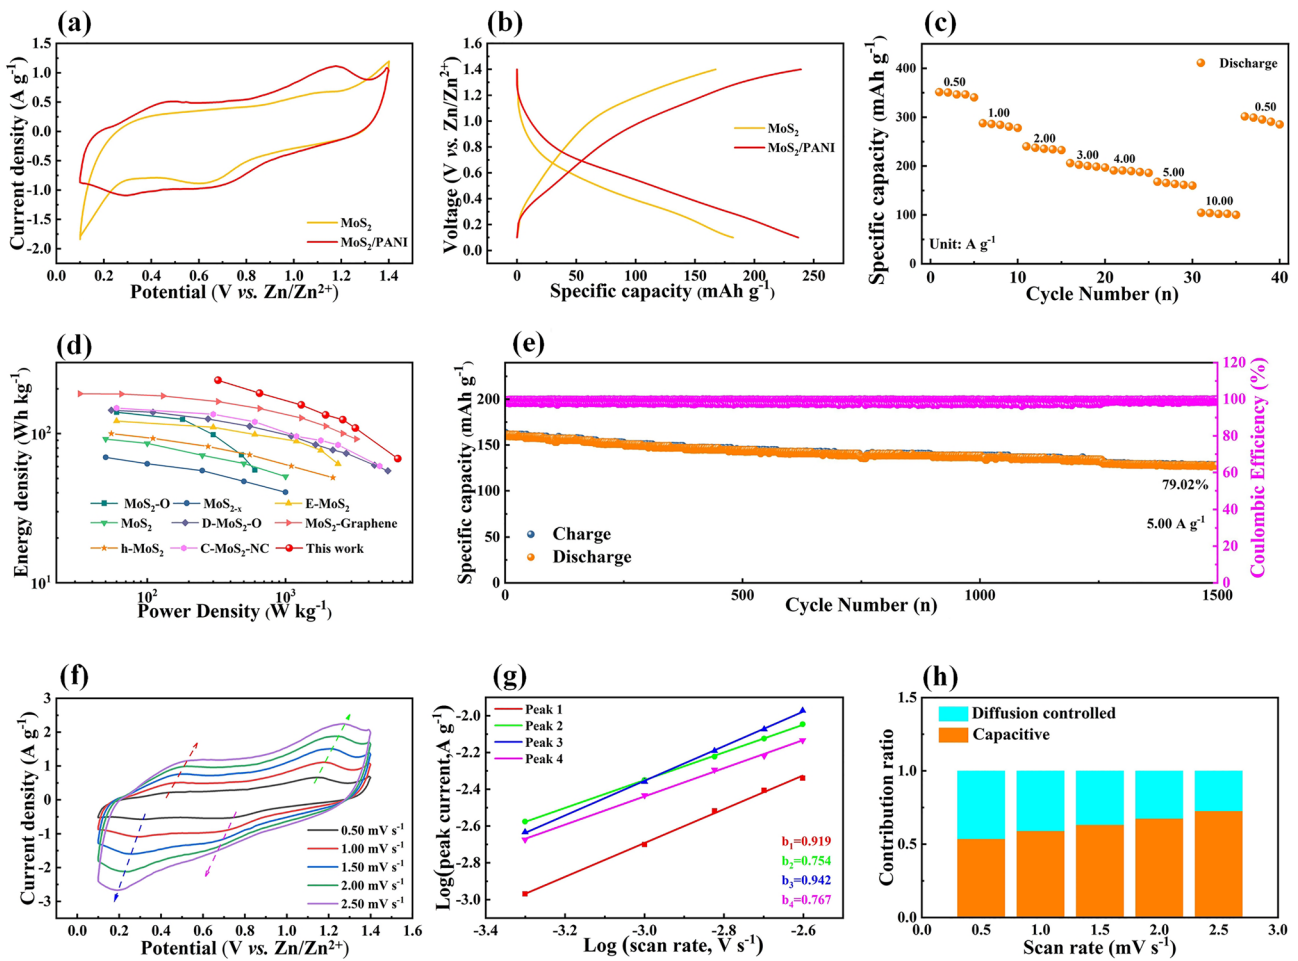 (a)
Current density (A g⁻¹)
1.5
1.0
0.5
0.0
-0.5
-1.0
-1.5
-2.0
MoS₂
MoS₂/PANI
0.0 0.2 0.4 0.6 0.8 1.0 1.2 1.4
Potential (V vs. Zn/Zn²⁺)
(b)
Voltage (V vs. Zn/Zn²⁺)
1.6
1.4
1.2
1.0
0.8
0.6
0.4
0.2
0.0
MoS₂
MoS₂/PANI
0 50 100 150 200 250
Specific capacity (mAh g⁻¹)
(c)
Specific capacity (mAh g⁻¹)
400
300
200
100
0
Discharge
0.50
1.00
2.00
3.00 4.00
5.00
10.00
0.50
Unit: A g⁻¹
0 10 20 30 40
Cycle Number (n)
(d)
Energy density (Wh kg⁻¹)
10²
10¹
MoS₂-O MoS₂₋ₓ E-MoS₂
MoS₂ D-MoS₂-O MoS₂-Graphene
h-MoS₂ C-MoS₂-NC This work
10² 10³
Power Density (W kg⁻¹)
(e)
Specific capacity (mAh g⁻¹)
200
150
100
50
0
Charge
Discharge
79.02%
5.00 A g⁻¹
120
100
80
60
40
20
0
Coulombic Efficiency (%)
0 500 1000 1500
Cycle Number (n)
(f)
Current density (A g⁻¹)
3
2
1
0
-1
-2
-3
0.50 mV s⁻¹
1.00 mV s⁻¹
1.50 mV s⁻¹
2.00 mV s⁻¹
2.50 mV s⁻¹
0.0 0.2 0.4 0.6 0.8 1.0 1.2 1.4 1.6
Potential (V vs. Zn/Zn²⁺)
(g)
Log(peak current, A g⁻¹)
-2.0
-2.2
-2.4
-2.6
-2.8
-3.0
Peak 1
Peak 2
Peak 3
Peak 4
b₁=0.919
b₂=0.754
b₃=0.942
b₄=0.767
-3.4 -3.2 -3.0 -2.8 -2.6
Log (scan rate, V s⁻¹)
(h)
Contribution ratio
1.5
1.0
0.5
0.0
Diffusion controlled
Capacitive
0.5 1.0 1.5 2.0 2.5 3.0
Scan rate (mV s⁻¹)